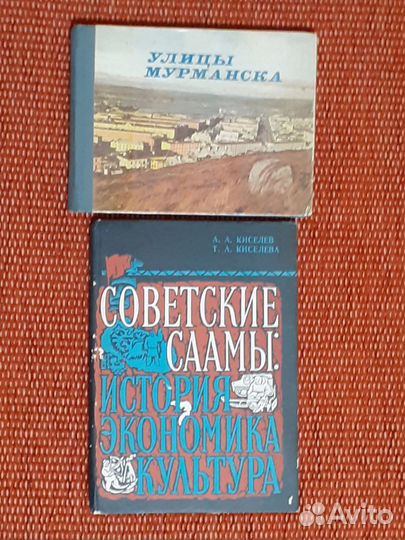 УЛИЦЫ
МУРМАНСКА
А. А. КИСЕЛЕВ
Т. А. КИСЕЛЕВА
СОВЕТСКИЕ
СААМЫ:
ИСТОРИЯ
ЭКОНОМИКА
КУЛЬТУРА
Avito